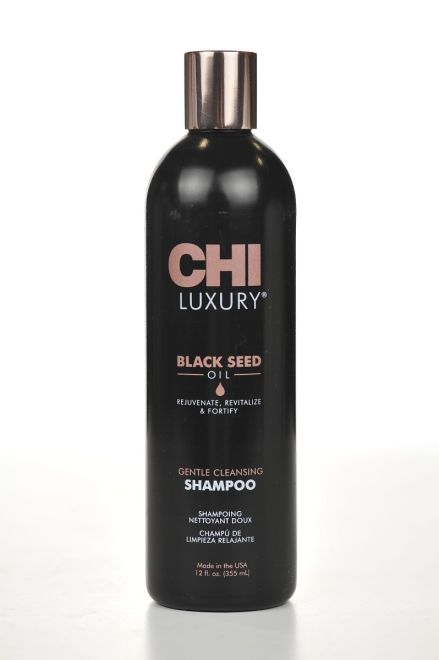 CHI
LUXURY®
BLACK SEED
OIL
REJUVENATE, REVITALIZE
& FORTIFY
GENTLE CLEANSING
SHAMPOO
SHAMPOING
NETTOYANT DOUX
CHAMPÚ DE
LIMPIEZA RELAJANTE
Made in the USA
12 fl. oz. (355 mL)